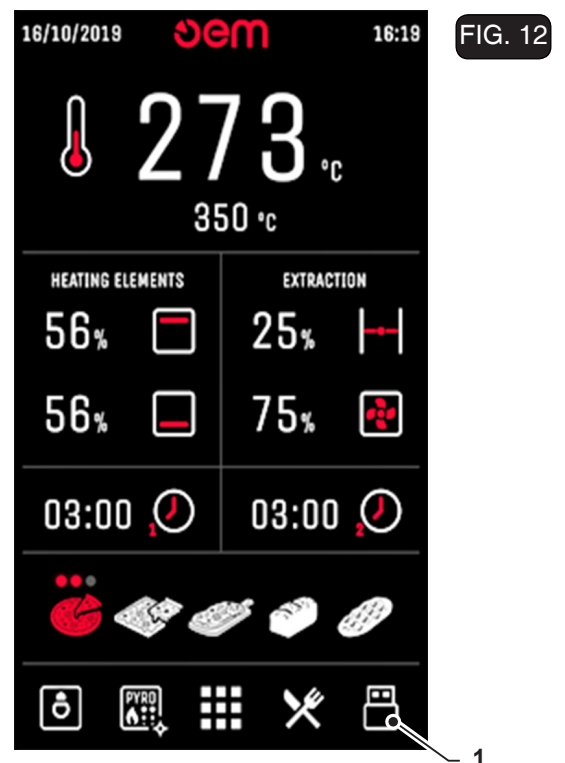 16/10/2019 oem 16:19
FIG. 12
273 °C
350 °C
HEATING ELEMENTS EXTRACTION
56% 25%
56% 75%
03:00 1 03:00 2
PYRO
1